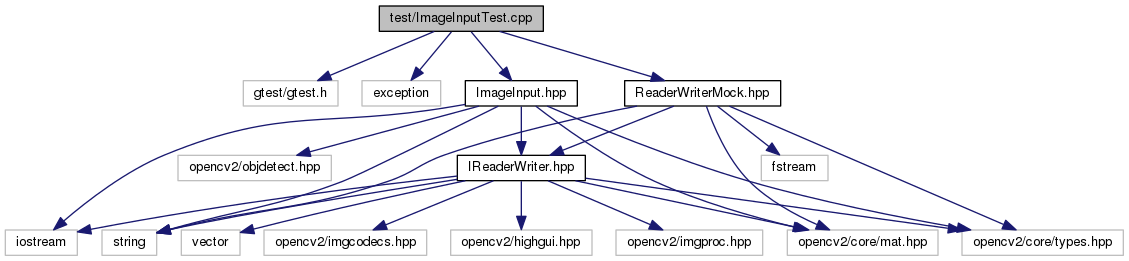 test/ImageInputTest.cpp
gtest/gtest.h
exception
ImageInput.hpp
ReaderWriterMock.hpp
opencv2/objdetect.hpp
IReaderWriter.hpp
fstream
iostream
string
vector
opencv2/imgcodecs.hpp
opencv2/highgui.hpp
opencv2/imgproc.hpp
opencv2/core/mat.hpp
opencv2/core/types.hpp